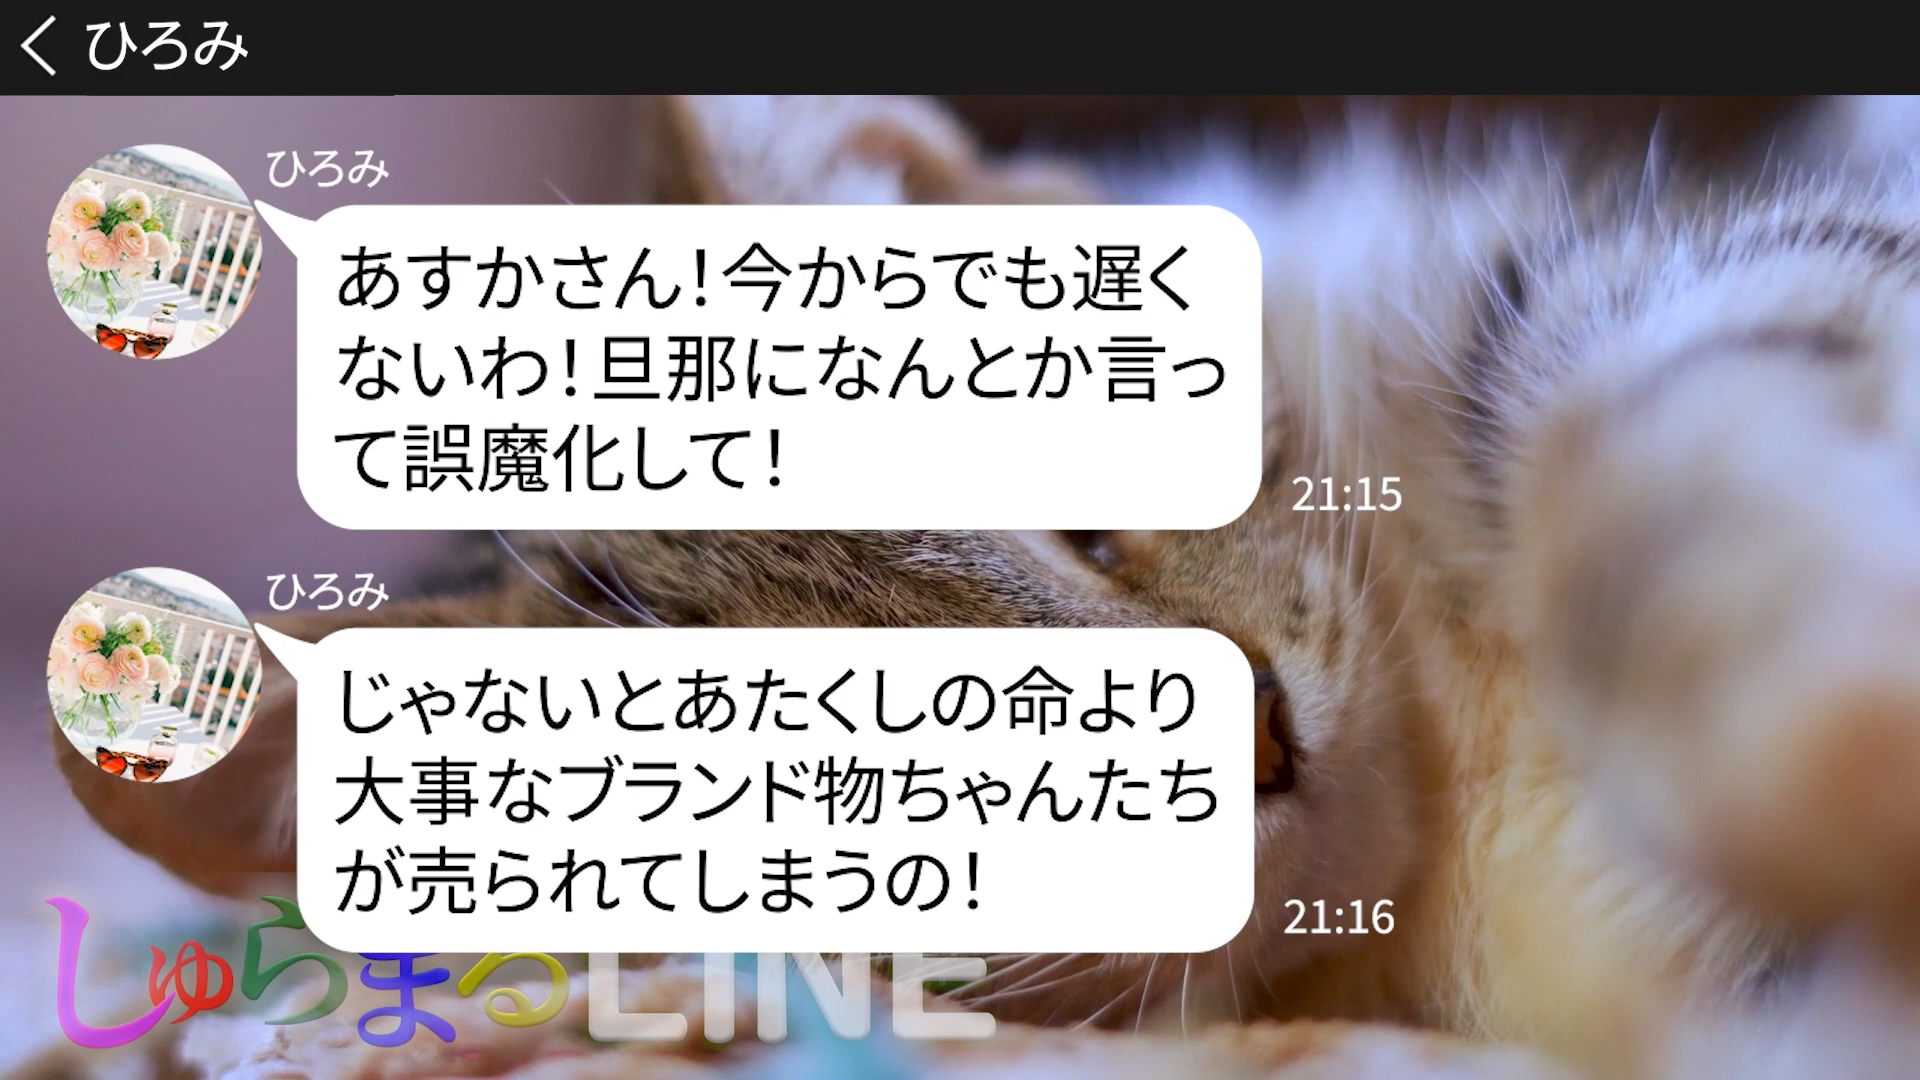 ひろみ
ひろみ
あすかさん！今からでも遅く
ないわ！旦那になんとか言っ
て誤魔化して！
21:15
ひろみ
じゃないとあたくしの命より
大事なブランド物ちゃんたち
が売られてしまうの！
21:16
しゅらまるLINE